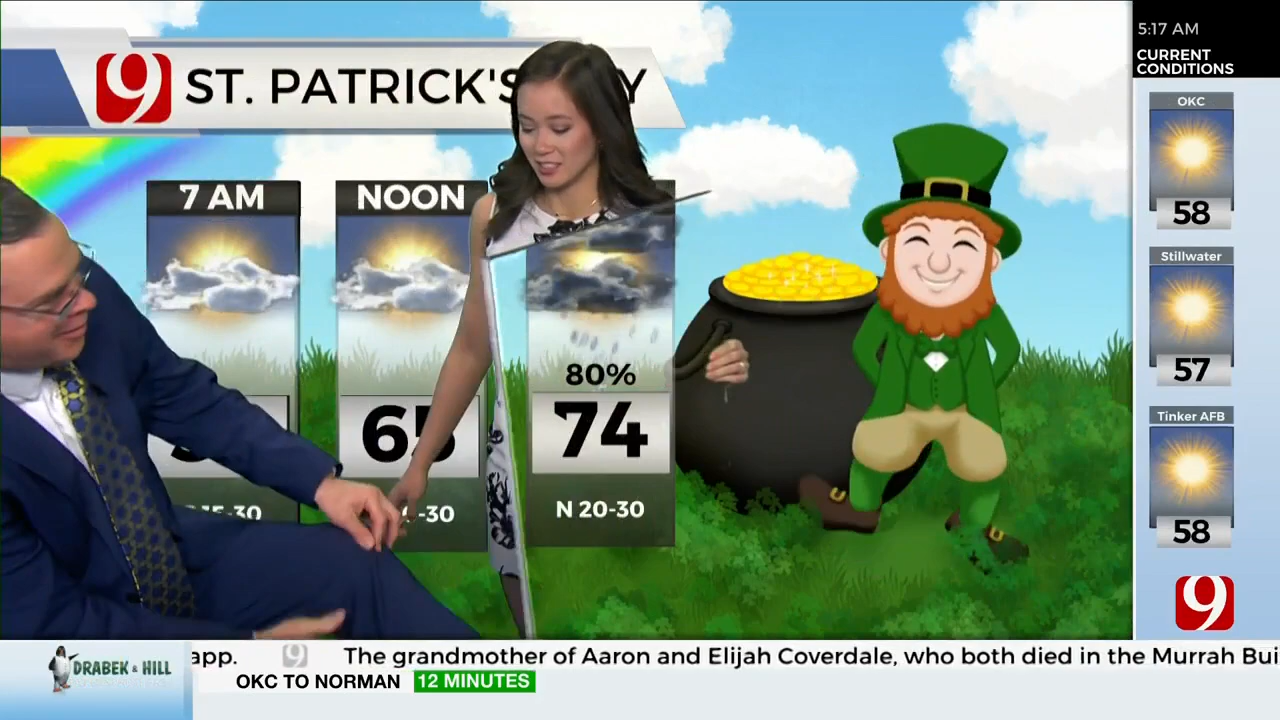 5:17 AM
CURRENT
CONDITIONS
9 ST. PATRICK'S
7 AM
NOON
80%
65
74
N 20-30
OKC
58
Stillwater
57
Tinker AFB
58
9
DRABEK & HILL
app. 9 The grandmother of Aaron and Elijah Coverdale, who both died in the Murrah Bui
OKC TO NORMAN 12 MINUTES